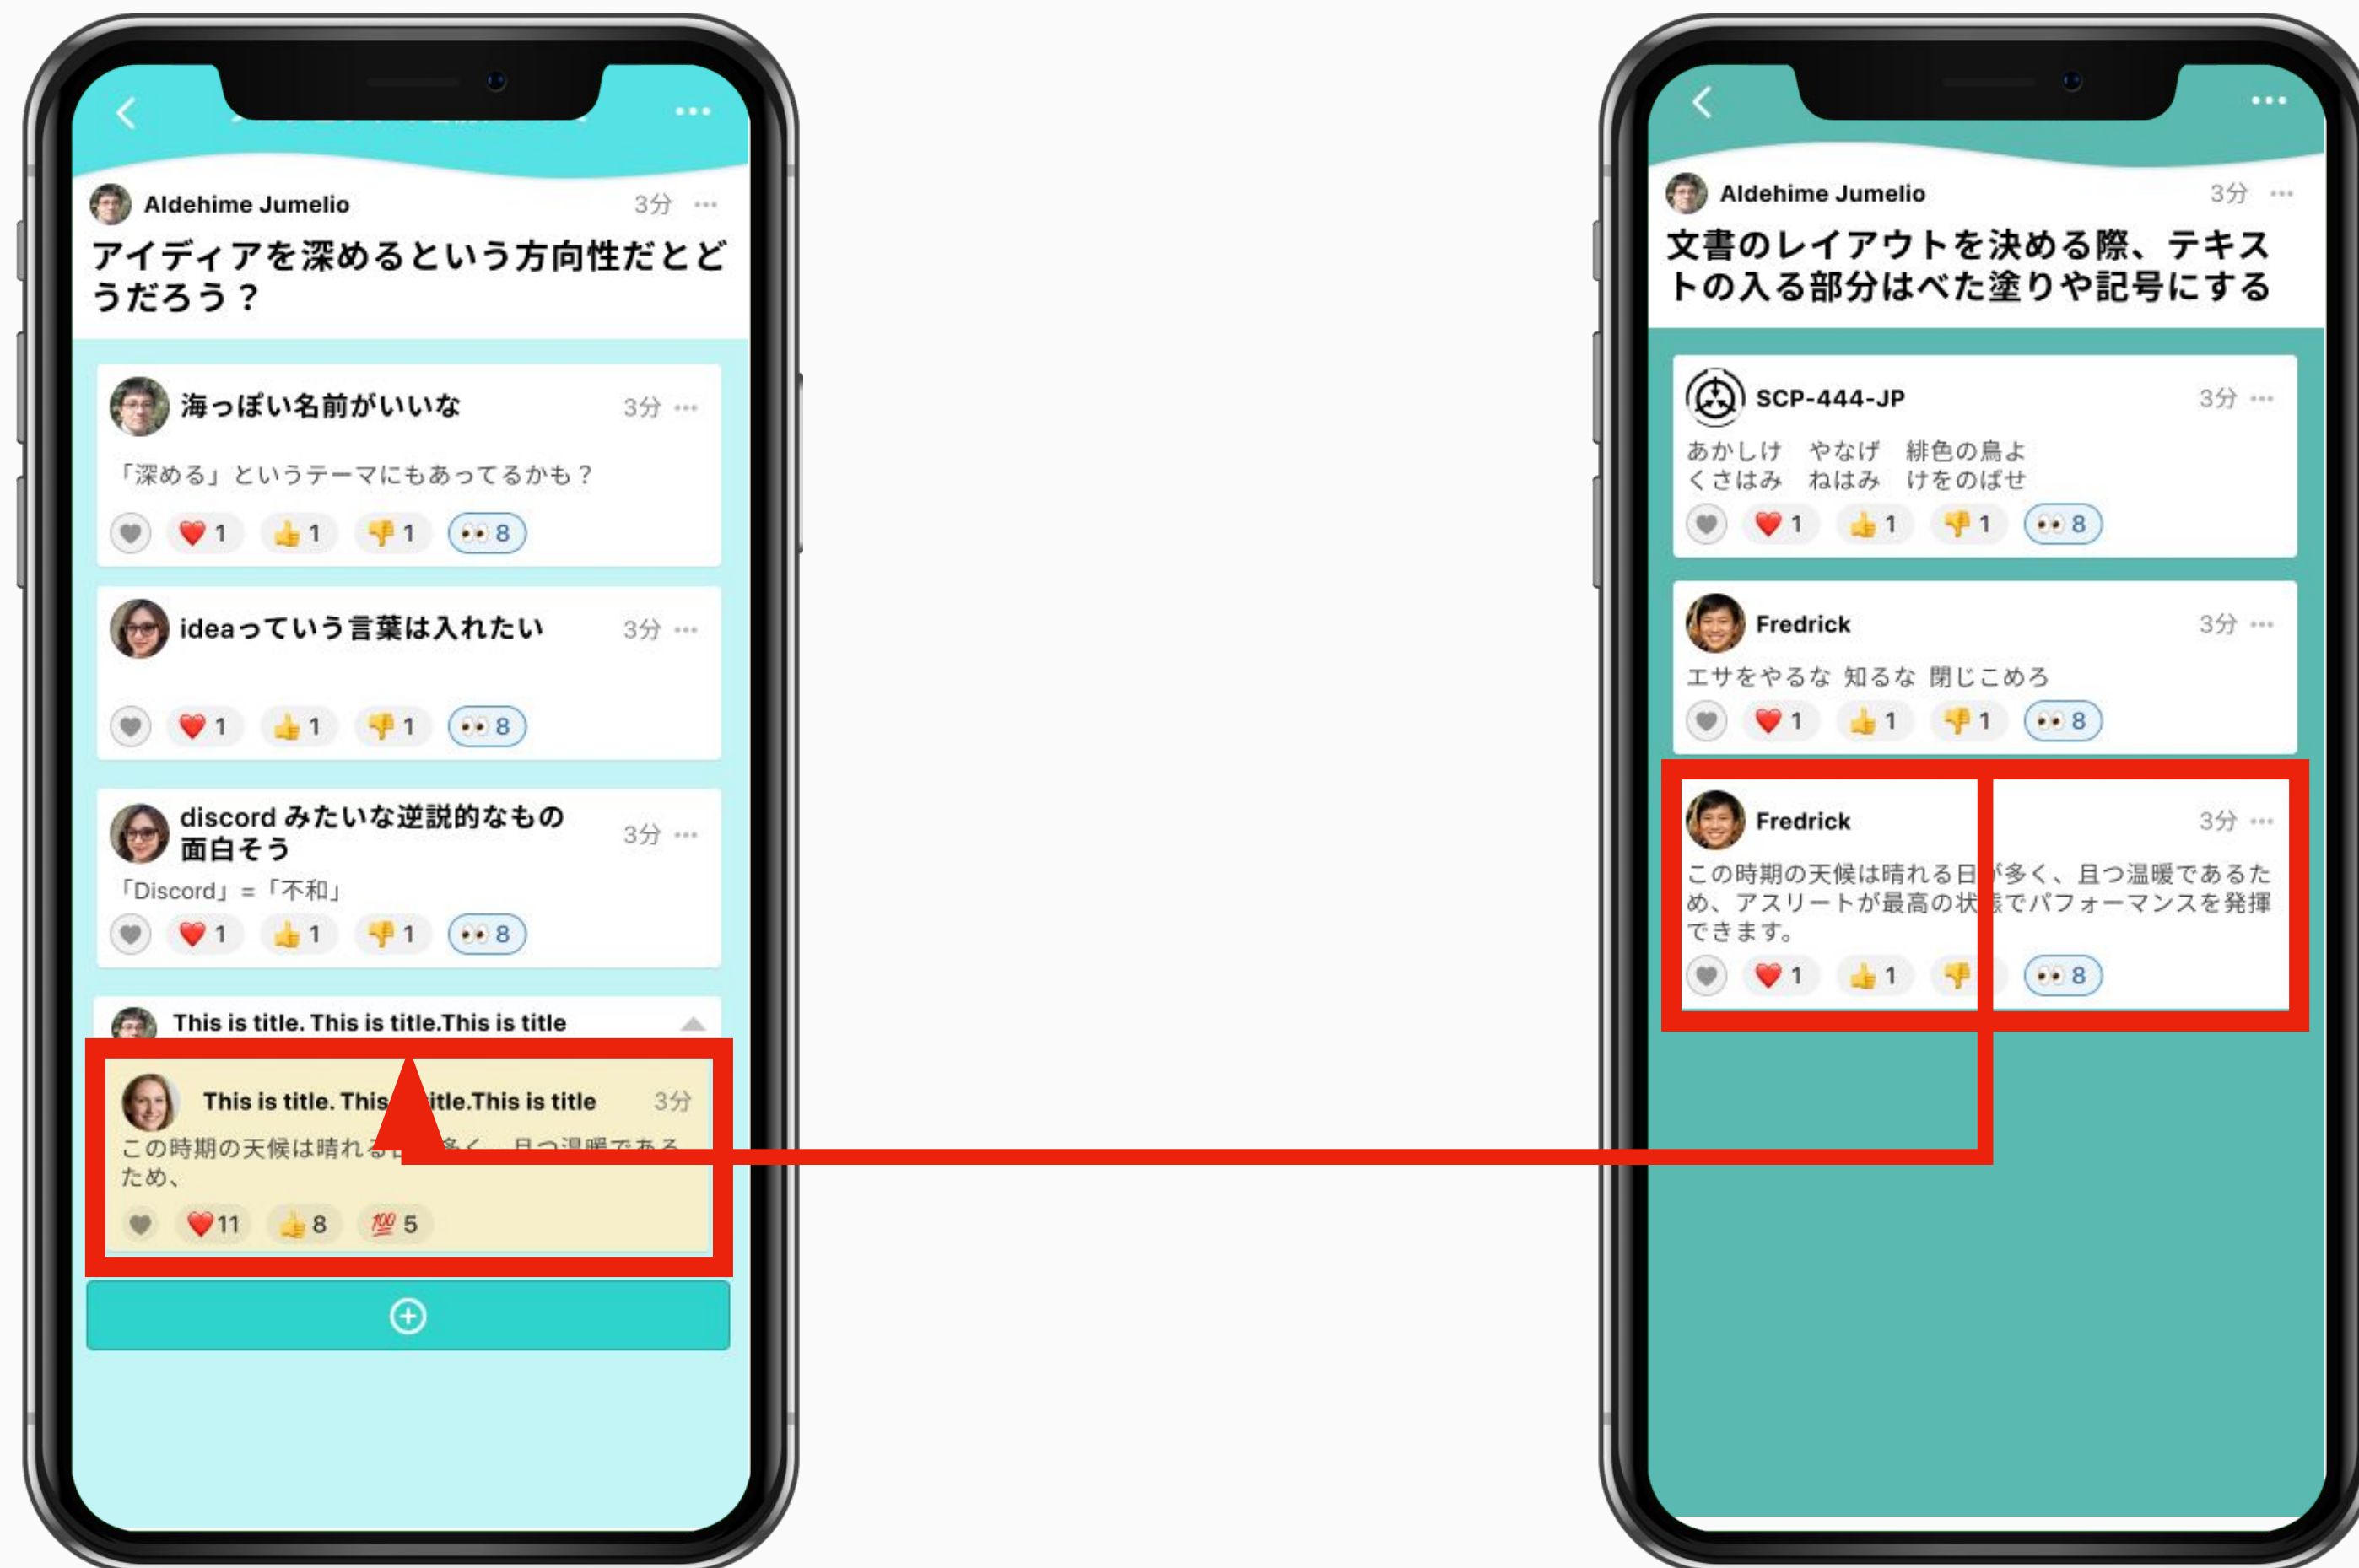 Aldehime Jumelio 3分
アイディアを深めるという方向性だとど
うだろう？
海っぽい名前がいいな 3分
「深める」というテーマにもあってるかも？
1 1 1 8
ideaっていう言葉は入れたい 3分
1 1 1 8
discord みたいな逆説的なもの
面白そう 3分
「Discord」=「不和」
1 1 1 8
This is title. This is title.This is title
This is title. This title.This is title 3分
この時期の天候は晴れる 多く、且つ温暖である
ため、
11 8 100 5
Aldehime Jumelio 3分
文書のレイアウトを決める際、テキス
トの入る部分はべた塗りや記号にする
SCP-444-JP 3分
あかしけ やなげ 緋色の鳥よ
くさはみ ねはみ けをのばせ
1 1 1 8
Fredrick 3分
エサをやるな 知るな 閉じこめろ
1 1 1 8
Fredrick 3分
この時期の天候は晴れる日が多く、且つ温暖であるた
め、アスリートが最高の状態でパフォーマンスを発揮
できます。
1 1 8